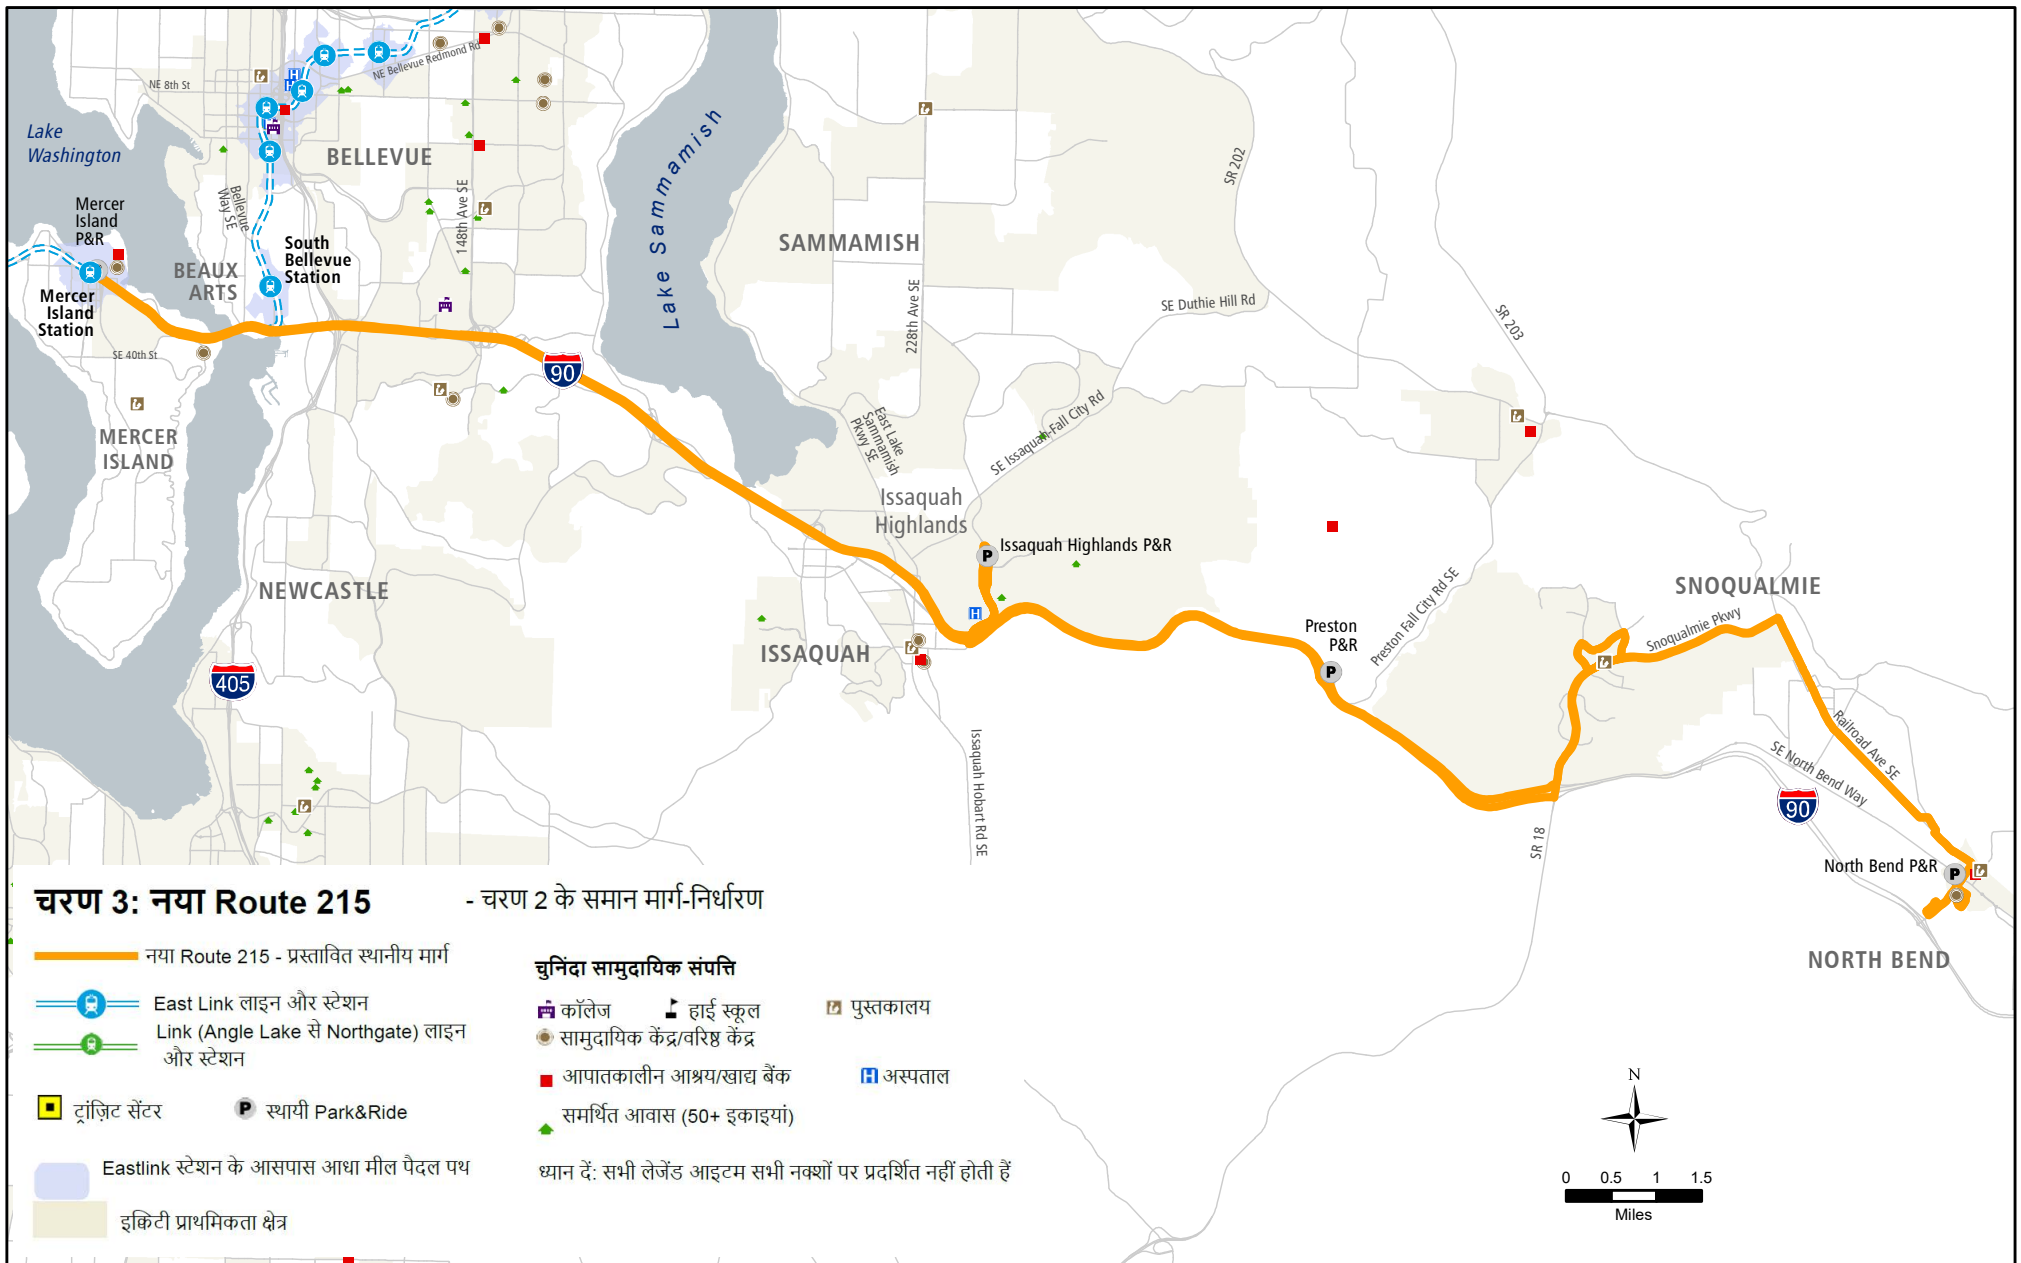 NE 8th St
NE Bellevue Redmond Rd
Lake
Washington
BELLEVUE
Mercer
Island
P&R
Bellevue
Way SE
148th Ave SE
South
Bellevue
Station
BEAUX
ARTS
Mercer
Island
Station
SE 40th St
MERCER
ISLAND
90
Lake Sammamish
SAMMAMISH
228th Ave SE
SR 202
SE Duthie Hill Rd
SR 203
East Lake
Sammamish
Pkwy SE
SE Issaquah-Fall City Rd
Issaquah
Highlands
P
Issaquah Highlands P&R
NEWCASTLE
405
ISSAQUAH
H
Issaquah Hobart Rd SE
Preston
P&R
P
Preston Fall City Rd SE
SNOQUALMIE
Snoqualmie Pkwy
Railroad Ave SE
SE North Bend Way
90
SR 18
North Bend P&R
P
NORTH BEND
चरण 3: नया Route 215
- चरण 2 के समान मार्ग-निर्धारण
नया Route 215 - प्रस्तावित स्थानीय मार्ग
East Link लाइन और स्टेशन
Link (Angle Lake से Northgate) लाइन
और स्टेशन
ट्रांज़िट सेंटर
P स्थायी Park&Ride
Eastlink स्टेशन के आसपास आधा मील पैदल पथ
इक्विटी प्राथमिकता क्षेत्र
चुनिंदा सामुदायिक संपत्ति
कॉलेज
हाई स्कूल
पुस्तकालय
सामुदायिक केंद्र/वरिष्ठ केंद्र
आपातकालीन आश्रय/खाद्य बैंक
H अस्पताल
समर्थित आवास (50+ इकाइयां)
ध्यान दें: सभी लेजेंड आइटम सभी नक्शों पर प्रदर्शित नहीं होती हैं
N
0 0.5 1 1.5
Miles